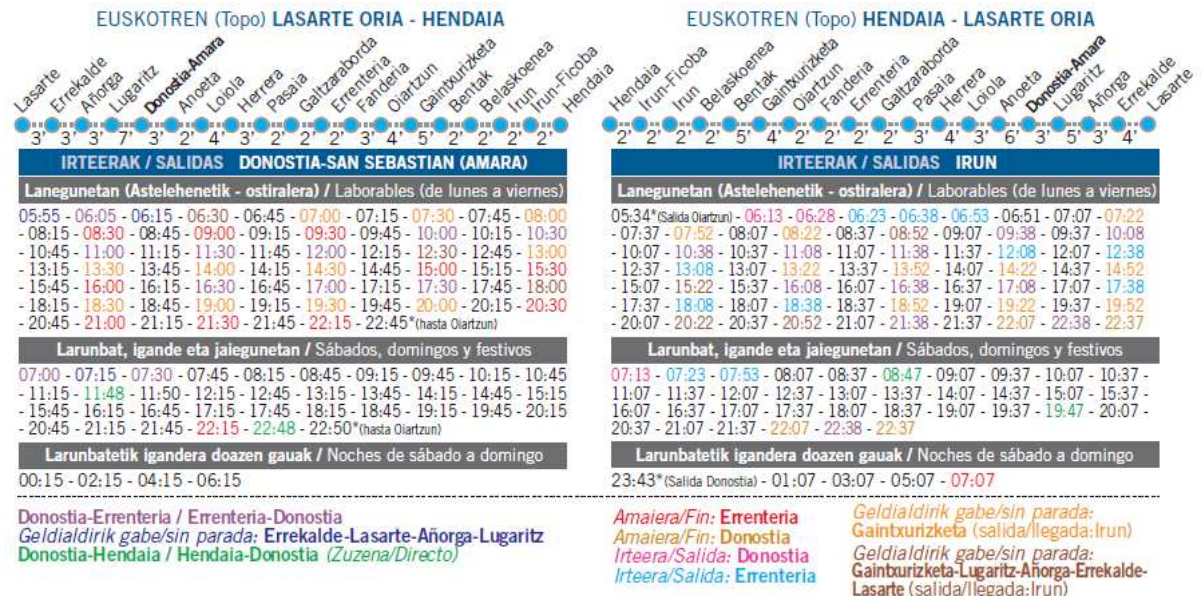 EUSKOTREN (Topo) LASARTE ORIA - HENDAIA
Lasarte
Errekalde
Añorga
Lugaritz
Donostia-Amara
Anoeta
Loiola
Herrera
Pasaia
Galtzaraborda
Errenteria
Fanderia
Oiartzun
Gaintxurizketa
Bentak
Belaskoenea
Irun
Irun-Ficoba
Hendaia
3' 3' 3' 7' 3' 2' 4' 3' 2' 2' 2' 3' 4' 5' 2' 2' 2' 2'
IRTEERAK / SALIDAS DONOSTIA-SAN SEBASTIAN (AMARA)
Lanegunetan (Astelehenetik - ostiralera) / Laborables (de lunes a viernes)
05:55 - 06:05 - 06:15 - 06:30 - 06:45 - 07:00 - 07:15 - 07:30 - 07:45 - 08:00
- 08:15 - 08:30 - 08:45 - 09:00 - 09:15 - 09:30 - 09:45 - 10:00 - 10:15 - 10:30
- 10:45 - 11:00 - 11:15 - 11:30 - 11:45 - 12:00 - 12:15 - 12:30 - 12:45 - 13:00
- 13:15 - 13:30 - 13:45 - 14:00 - 14:15 - 14:30 - 14:45 - 15:00 - 15:15 - 15:30
- 15:45 - 16:00 - 16:15 - 16:30 - 16:45 - 17:00 - 17:15 - 17:30 - 17:45 - 18:00
- 18:15 - 18:30 - 18:45 - 19:00 - 19:15 - 19:30 - 19:45 - 20:00 - 20:15 - 20:30
- 20:45 - 21:00 - 21:15 - 21:30 - 21:45 - 22:15 - 22:45*(hasta Oiartzun)
Larunbat, igande eta jaiegunetan / Sábados, domingos y festivos
07:00 - 07:15 - 07:30 - 07:45 - 08:15 - 08:45 - 09:15 - 09:45 - 10:15 - 10:45
- 11:15 - 11:48 - 11:50 - 12:15 - 12:45 - 13:15 - 13:45 - 14:15 - 14:45 - 15:15
- 15:45 - 16:15 - 16:45 - 17:15 - 17:45 - 18:15 - 18:45 - 19:15 - 19:45 - 20:15
- 20:45 - 21:15 - 21:45 - 22:15 - 22:48 - 22:50*(hasta Oiartzun)
Larunbatetik igandera doazen gauak / Noches de sábado a domingo
00:15 - 02:15 - 04:15 - 06:15
Donostia-Errenteria / Errenteria-Donostia
Geldialdirik gabe/sin parada: Errekalde-Lasarte-Añorga-Lugaritz
Donostia-Hendaia / Hendaia-Donostia (Zuzena/Directo)
EUSKOTREN (Topo) HENDAIA - LASARTE ORIA
Hendaia
Irun-Ficoba
Irun
Belaskoenea
Bentak
Gaintxurizketa
Oiartzun
Fanderia
Errenteria
Galtzaraborda
Pasaia
Herrera
Loiola
Anoeta
Donostia-Amara
Lugaritz
Añorga
Errekalde
Lasarte
2' 2' 2' 5' 4' 2' 2' 2' 2' 3' 4' 3' 6' 3' 5' 3' 4'
IRTEERAK / SALIDAS IRUN
Lanegunetan (Astelehenetik - ostiralera) / Laborables (de lunes a viernes)
05:34*(Salida Oiartzun) - 06:13 - 06:28 - 06:23 - 06:38 - 06:53 - 06:51 - 07:07 - 07:22
- 07:37 - 07:52 - 08:07 - 08:22 - 08:37 - 08:52 - 09:07 - 09:38 - 09:37 - 10:08
- 10:07 - 10:38 - 10:37 - 11:08 - 11:07 - 11:38 - 11:37 - 12:08 - 12:07 - 12:38
- 12:37 - 13:08 - 13:07 - 13:22 - 13:37 - 13:52 - 14:07 - 14:22 - 14:37 - 14:52
- 15:07 - 15:22 - 15:37 - 16:08 - 16:07 - 16:38 - 16:37 - 17:08 - 17:07 - 17:38
- 17:37 - 18:08 - 18:07 - 18:38 - 18:37 - 18:52 - 19:07 - 19:22 - 19:37 - 19:52
- 20:07 - 20:22 - 20:37 - 20:52 - 21:07 - 21:38 - 21:37 - 22:07 - 22:38 - 22:37
Larunbat, igande eta jaiegunetan / Sábados, domingos y festivos
07:13 - 07:23 - 07:53 - 08:07 - 08:37 - 08:47 - 09:07 - 09:37 - 10:07 - 10:37 -
11:07 - 11:37 - 12:07 - 12:37 - 13:07 - 13:37 - 14:07 - 14:37 - 15:07 - 15:37 -
16:07 - 16:37 - 17:07 - 17:37 - 18:07 - 18:37 - 19:07 - 19:37 - 19:47 - 20:07 -
20:37 - 21:07 - 21:37 - 22:07 - 22:38 - 22:37
Larunbatetik igandera doazen gauak / Noches de sábado a domingo
23:43*(Salida Donostia) - 01:07 - 03:07 - 05:07 - 07:07
Amaiera/Fin: Errenteria
Amaiera/Fin: Donostia
Irteera/Salida: Donostia
Irteera/Salida: Errenteria
Geldialdirik gabe/sin parada:
Gaintxurizketa (salida/llegada:Irun)
Geldialdirik gabe/sin parada:
Gaintxurizketa-Lugaritz-Añorga-Errekalde-
Lasarte (salida/llegada:Irun)